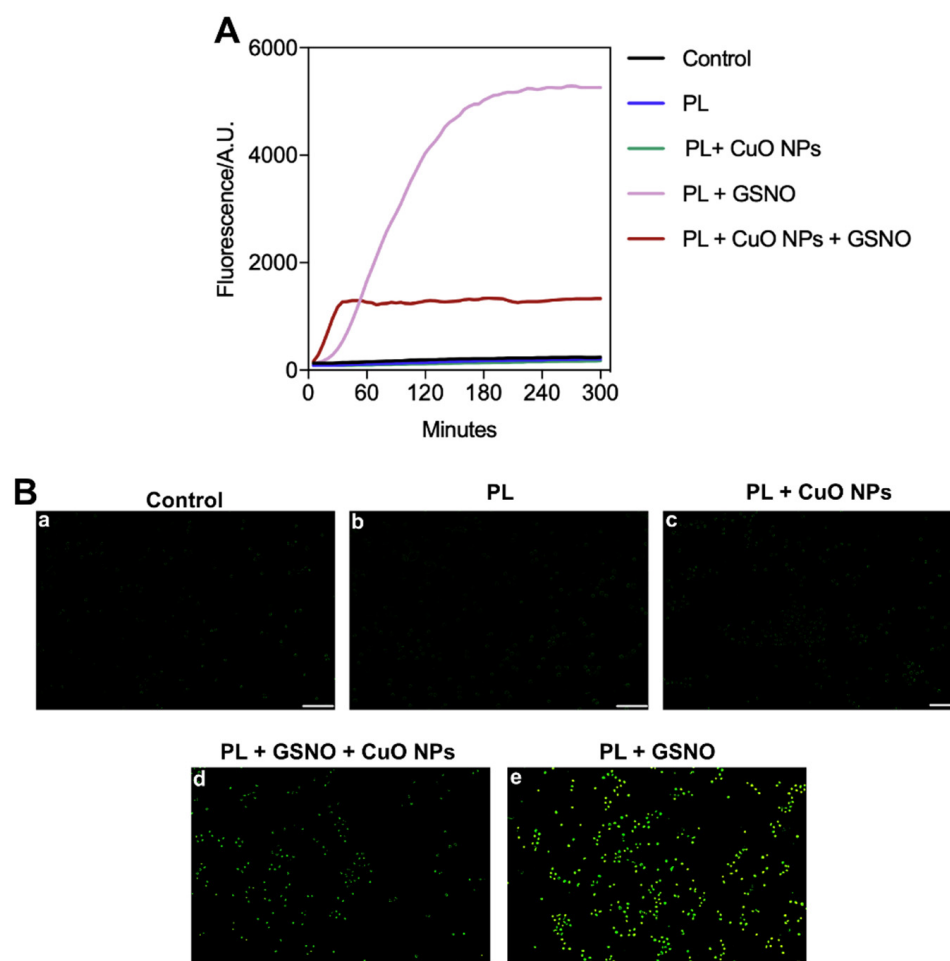 A
6000
4000
2000
0
Fluorescence/A.U.
0 60 120 180 240 300
Minutes
Control
PL
PL+ CuO NPs
PL + GSNO
PL + CuO NPs + GSNO
B
Control
PL
PL + CuO NPs
a
b
c
PL + GSNO + CuO NPs
PL + GSNO
d
e